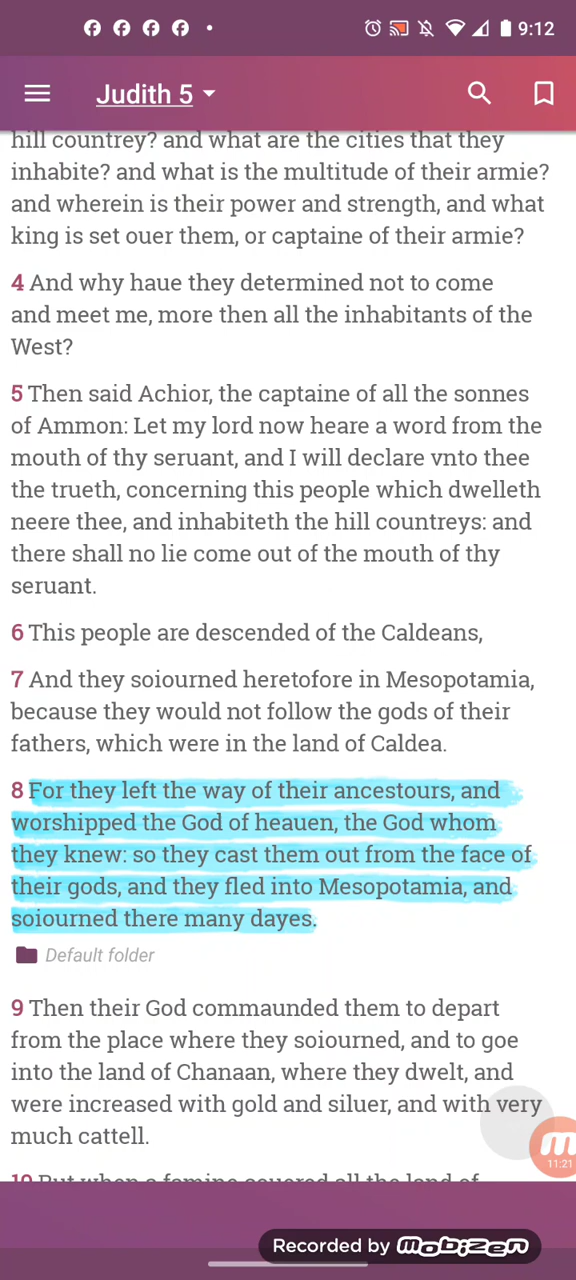 9:12
Judith 5
hill countrey? and what are the cities that they
inhabite? and what is the multitude of their armie?
and wherein is their power and strength, and what
king is set ouer them, or captaine of their armie?
4 And why haue they determined not to come
and meet me, more then all the inhabitants of the
West?
5 Then said Achior, the captaine of all the sonnes
of Ammon: Let my lord now heare a word from the
mouth of thy seruant, and I will declare vnto thee
the trueth, concerning this people which dwelleth
neere thee, and inhabiteth the hill countreys: and
there shall no lie come out of the mouth of thy
seruant.
6 This people are descended of the Caldeans,
7 And they soiourned heretofore in Mesopotamia,
because they would not follow the gods of their
fathers, which were in the land of Caldea.
8 For they left the way of their ancestours, and
worshipped the God of heauen, the God whom
they knew: so they cast them out from the face of
their gods, and they fled into Mesopotamia, and
soiourned there many dayes.
Default folder
9 Then their God commaunded them to depart
from the place where they soiourned, and to goe
into the land of Chanaan, where they dwelt, and
were increased with gold and siluer, and with very
much cattell.
11:21
10 But when a famine couered all the land of
Recorded by mobizen